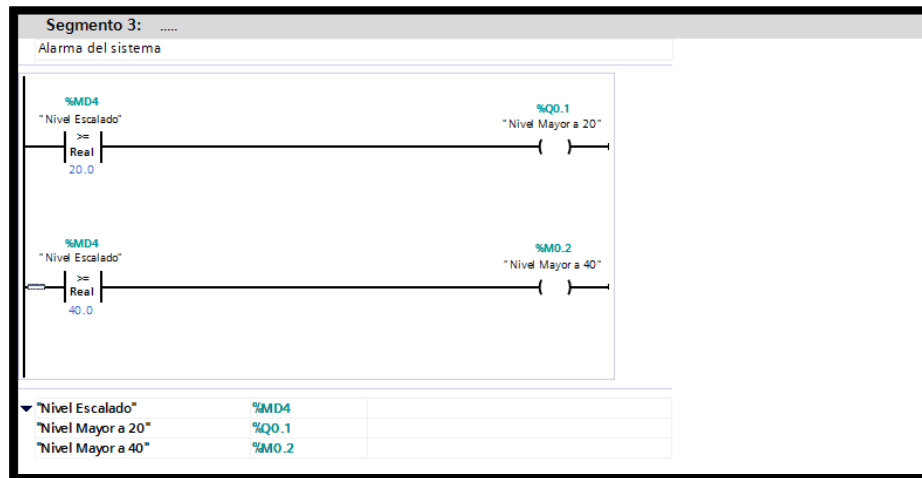 Segmento 3: .....
Alarma del sistema
%MD4
"Nivel Escalado"
>=
Real
20.0
%Q0.1
"Nivel Mayor a 20"
%MD4
"Nivel Escalado"
>=
Real
40.0
%M0.2
"Nivel Mayor a 40"
"Nivel Escalado" %MD4
"Nivel Mayor a 20" %Q0.1
"Nivel Mayor a 40" %M0.2